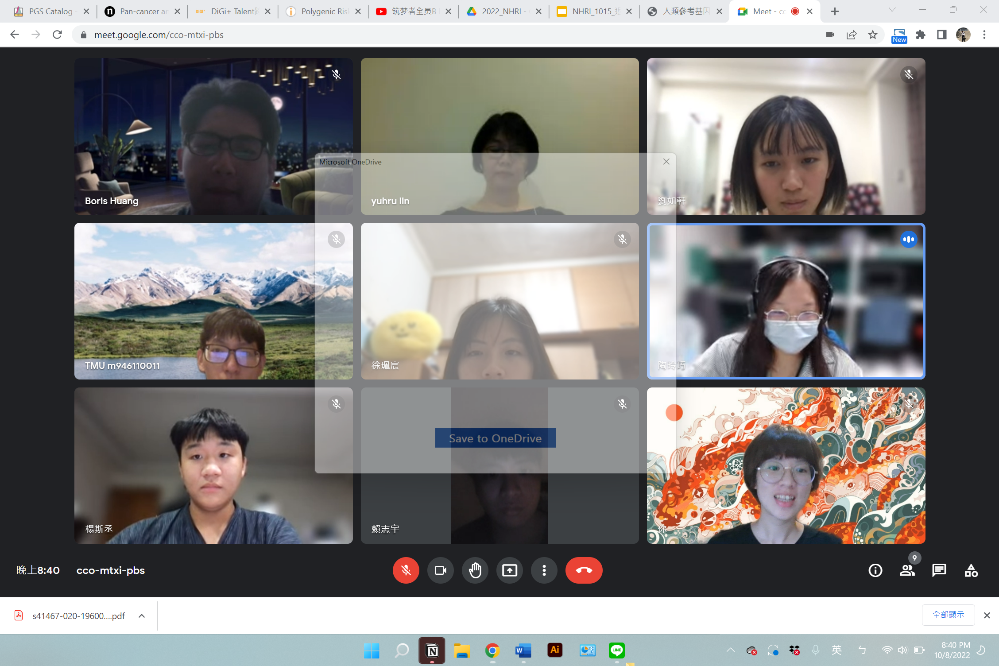 PGS Catalog -
Pan-cancer an
DiGi+ Talent
Polygenic Ris
筑梦者全员B
2022_NHRI -
NHRI_1015_
人類參考基因
Meet - cc
meet.google.com/cco-mtxi-pbs
New
Microsoft OneDrive
Boris Huang
yuhru lin
劉如軒
TMU m946110011
徐珮宸
陶玲巧
Save to OneDrive
楊斯丞
賴志宇
你
晚上8:40
cco-mtxi-pbs
9
s41467-020-19600....pdf
全部顯示
N
W
Ai
LINE
英
ㄅ
8:40 PM
10/8/2022